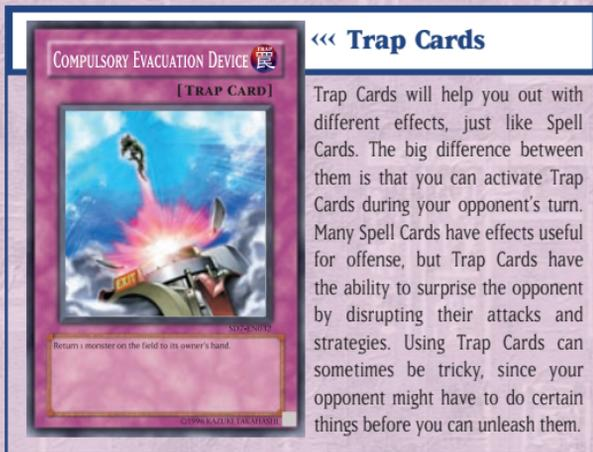 ‹‹‹ Trap Cards
COMPULSORY EVACUATION DEVICE
TRAP
罠
[TRAP CARD]
EXIT
SD7-EN032
Return 1 monster on the field to its owner's hand.
©1996 KAZUKI TAKAHASHI
Trap Cards will help you out with
different effects, just like Spell
Cards. The big difference between
them is that you can activate Trap
Cards during your opponent's turn.
Many Spell Cards have effects useful
for offense, but Trap Cards have
the ability to surprise the opponent
by disrupting their attacks and
strategies. Using Trap Cards can
sometimes be tricky, since your
opponent might have to do certain
things before you can unleash them.